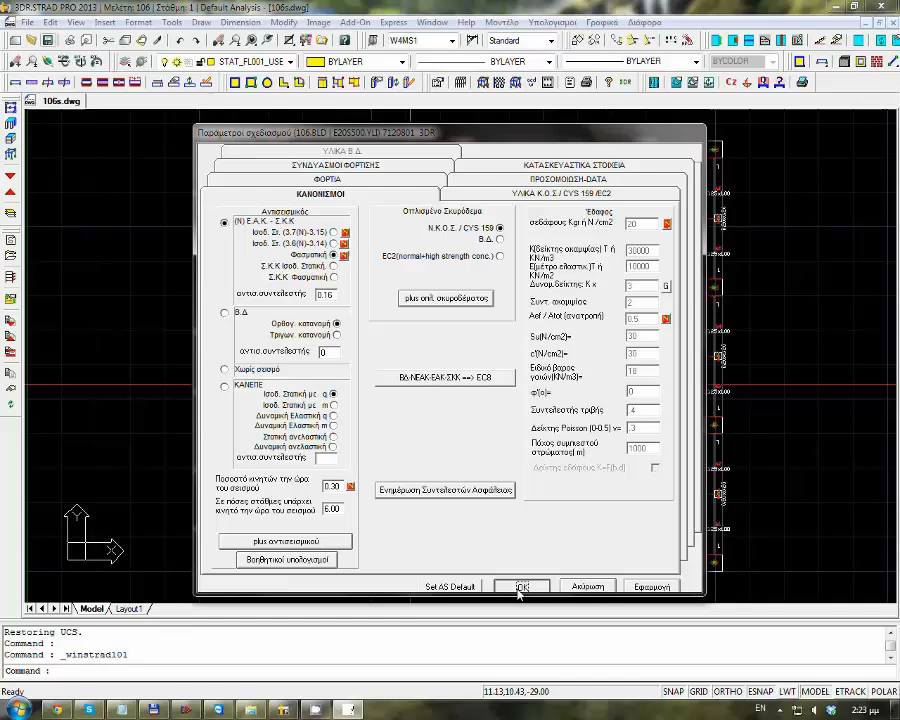 3DR.STRAD PRO 2013 | Μελέτη: 106 | Στάθμη: 1 | Default Analysis | [106s.dwg]
File Edit View Insert Format Tools Draw Dimension Modify Image Add-On Express Window Help Μοντέλο Υπολογισμοί Γραφικά Διάφορα
W4MS1 Standard
STAT_FL001_USE BYLAYER BYLAYER BYLAYER BYCOLOR
106s.dwg
Παράμετροι σχεδιασμού (106.BLD | E20S500.YLI) 7120801 3DR
ΥΛΙΚΑ Β.Δ.
ΣΥΝΔΥΑΣΜΟΙ ΦΟΡΤΙΣΗΣ ΚΑΤΑΣΚΕΥΑΣΤΙΚΑ ΣΤΟΙΧΕΙΑ
ΦΟΡΤΙΑ ΠΡΟΣΟΜΟΙΩΣΗ-DATA
ΚΑΝΟΝΙΣΜΟΙ ΥΛΙΚΑ Κ.Ο.Σ / CYS 159 /EC2
Αντισεισμικός
(Ν) Ε.Α.Κ. - Σ.Κ.Κ
Ισοδ. Στ. (3.7(Ν)-3.15)
Ισοδ. Στ. (3.6(Ν)-3.14)
Φασματική
Σ.Κ.Κ Ισοδ. Στατική.
Σ.Κ.Κ Φασματική.
αντισ.συντελεστής 0.16
Β.Δ
Ορθογ. κατανομή
Τριγων. κατανομή
αντισ.συντελεστής 0
Χωρίς σεισμό
ΚΑΝΕΠΕ
Ισοδ. Στατική με q
Ισοδ. Στατική με m
Δυναμική Ελαστική q
Δυναμική Ελαστική m
Στατική ανελαστική
Δυναμική ανελαστική
αντισ.συντελεστής
Ποσοστό κινητών την ώρα του σεισμού 0.30
Σε πόσες στάθμες υπάρχει κινητό την ώρα του σεισμού 6.00
plus αντισεισμικού
Βοηθητικοί υπολογισμοί
Οπλισμένο Σκυρόδεμα
Ν.Κ.Ο.Σ / CYS 159
Β.Δ.
EC2(normal+high strength conc.)
plus οπλ. σκυροδέματος
ΒΔ-ΝΕΑΚ-ΕΑΚ-ΣΚΚ ==> EC8
Ενημέρωση Συντελεστών Ασφάλειας
Έδαφος
σεδάφους Kgr ή N /cm2 20
K(δείκτης ακαμψίας) T ή KN/m3 30000
E(μέτρο ελαστικ.)T ή KN/m2 10000
Δυναμ.δείκτης: K x 3 G
Συντ. ακαμψίας 2
Aef / Atot (ανατροπή) 0.5
Su(N/cm2)= 30
c'(N/cm2)= 30
Ειδικό βαρος γαιών(KN/m3)= 18
φ'(o)= 0
Συντελεστής τριβής .4
Δείκτης Poisson (0-0.5) v= .3
Πάχος συμπιεστού στρώματος( m) 1000
Δείκτης εδάφους K=F(b,d)
Set AS Default OK Ακύρωση Εφαρμογή
Y
X
Model Layout1
Restoring UCS.
Command :
Command : _winstrad101
Command :
Ready 11.13,10.43,-29.00 SNAP GRID ORTHO ESNAP LWT MODEL ETRACK POLAR
EN 2:23 μμ